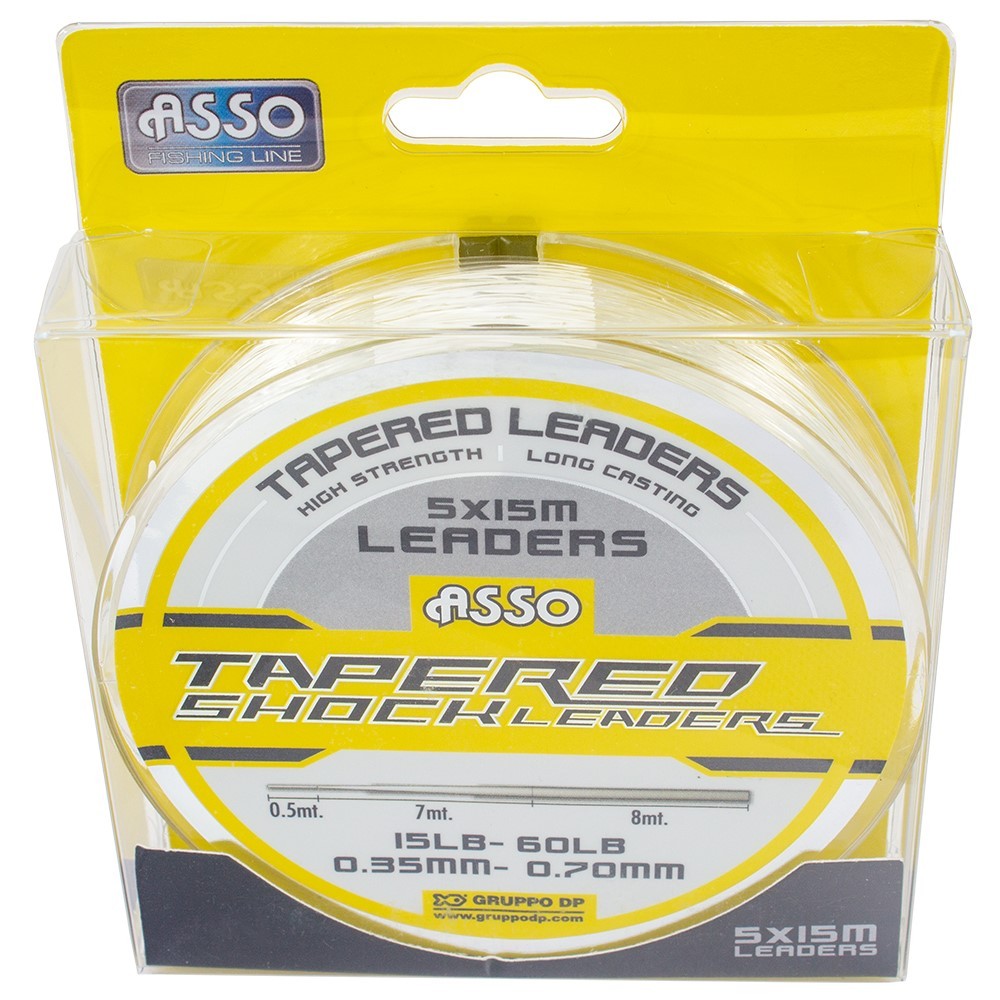 ASSO
FISHING LINE
TAPERED LEADERS
HIGH STRENGTH | LONG CASTING
5X15M
LEADERS
ASSO
TAPERED
SHOCK LEADERS
0.5mt. 7mt. 8mt.
15LB- 60LB
0.35MM- 0.70MM
GRUPPO DP
www.gruppodp.com
5X15M
LEADERS